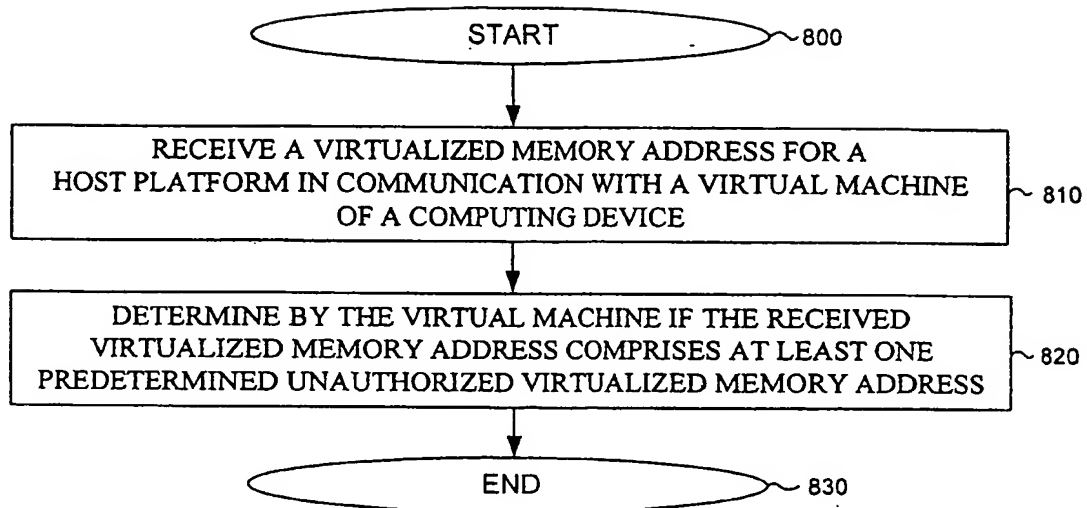 START
800
RECEIVE A VIRTUALIZED MEMORY ADDRESS FOR A
HOST PLATFORM IN COMMUNICATION WITH A VIRTUAL MACHINE
OF A COMPUTING DEVICE
810
DETERMINE BY THE VIRTUAL MACHINE IF THE RECEIVED
VIRTUALIZED MEMORY ADDRESS COMPRISES AT LEAST ONE
PREDETERMINED UNAUTHORIZED VIRTUALIZED MEMORY ADDRESS
820
END
830